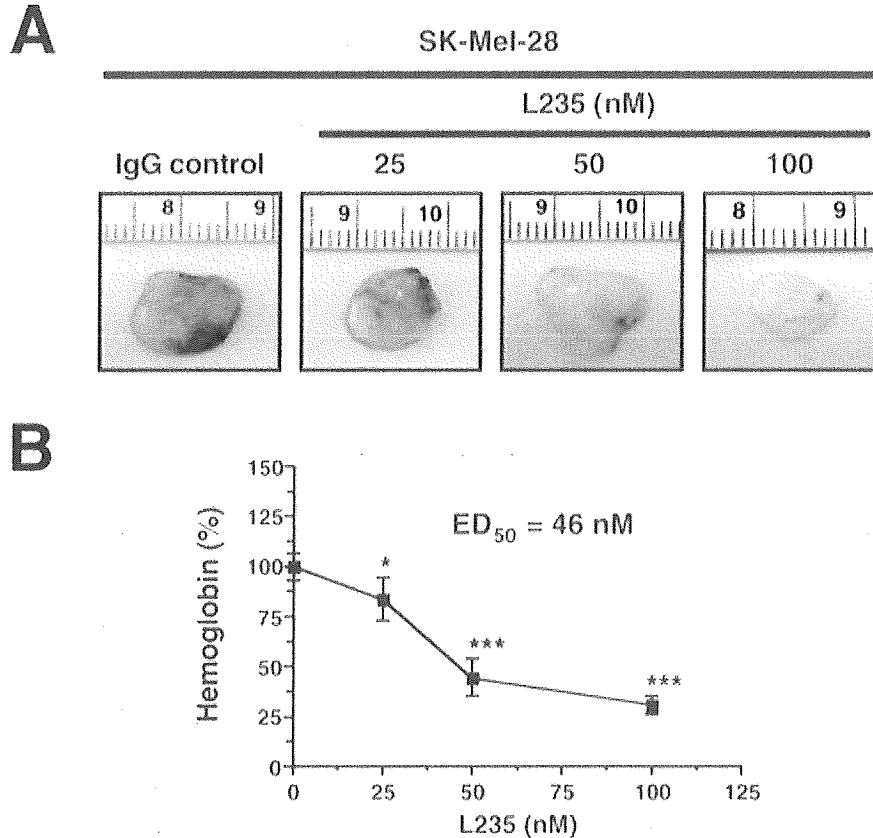 A
SK-Mel-28
L235 (nM)
IgG control 25 50 100
8 9 9 10 9 10 8 9
B
150
125
100
75
50
25
0
Hemoglobin (%)
ED50 = 46 nM
*
***
***
0 25 50 75 100 125
L235 (nM)